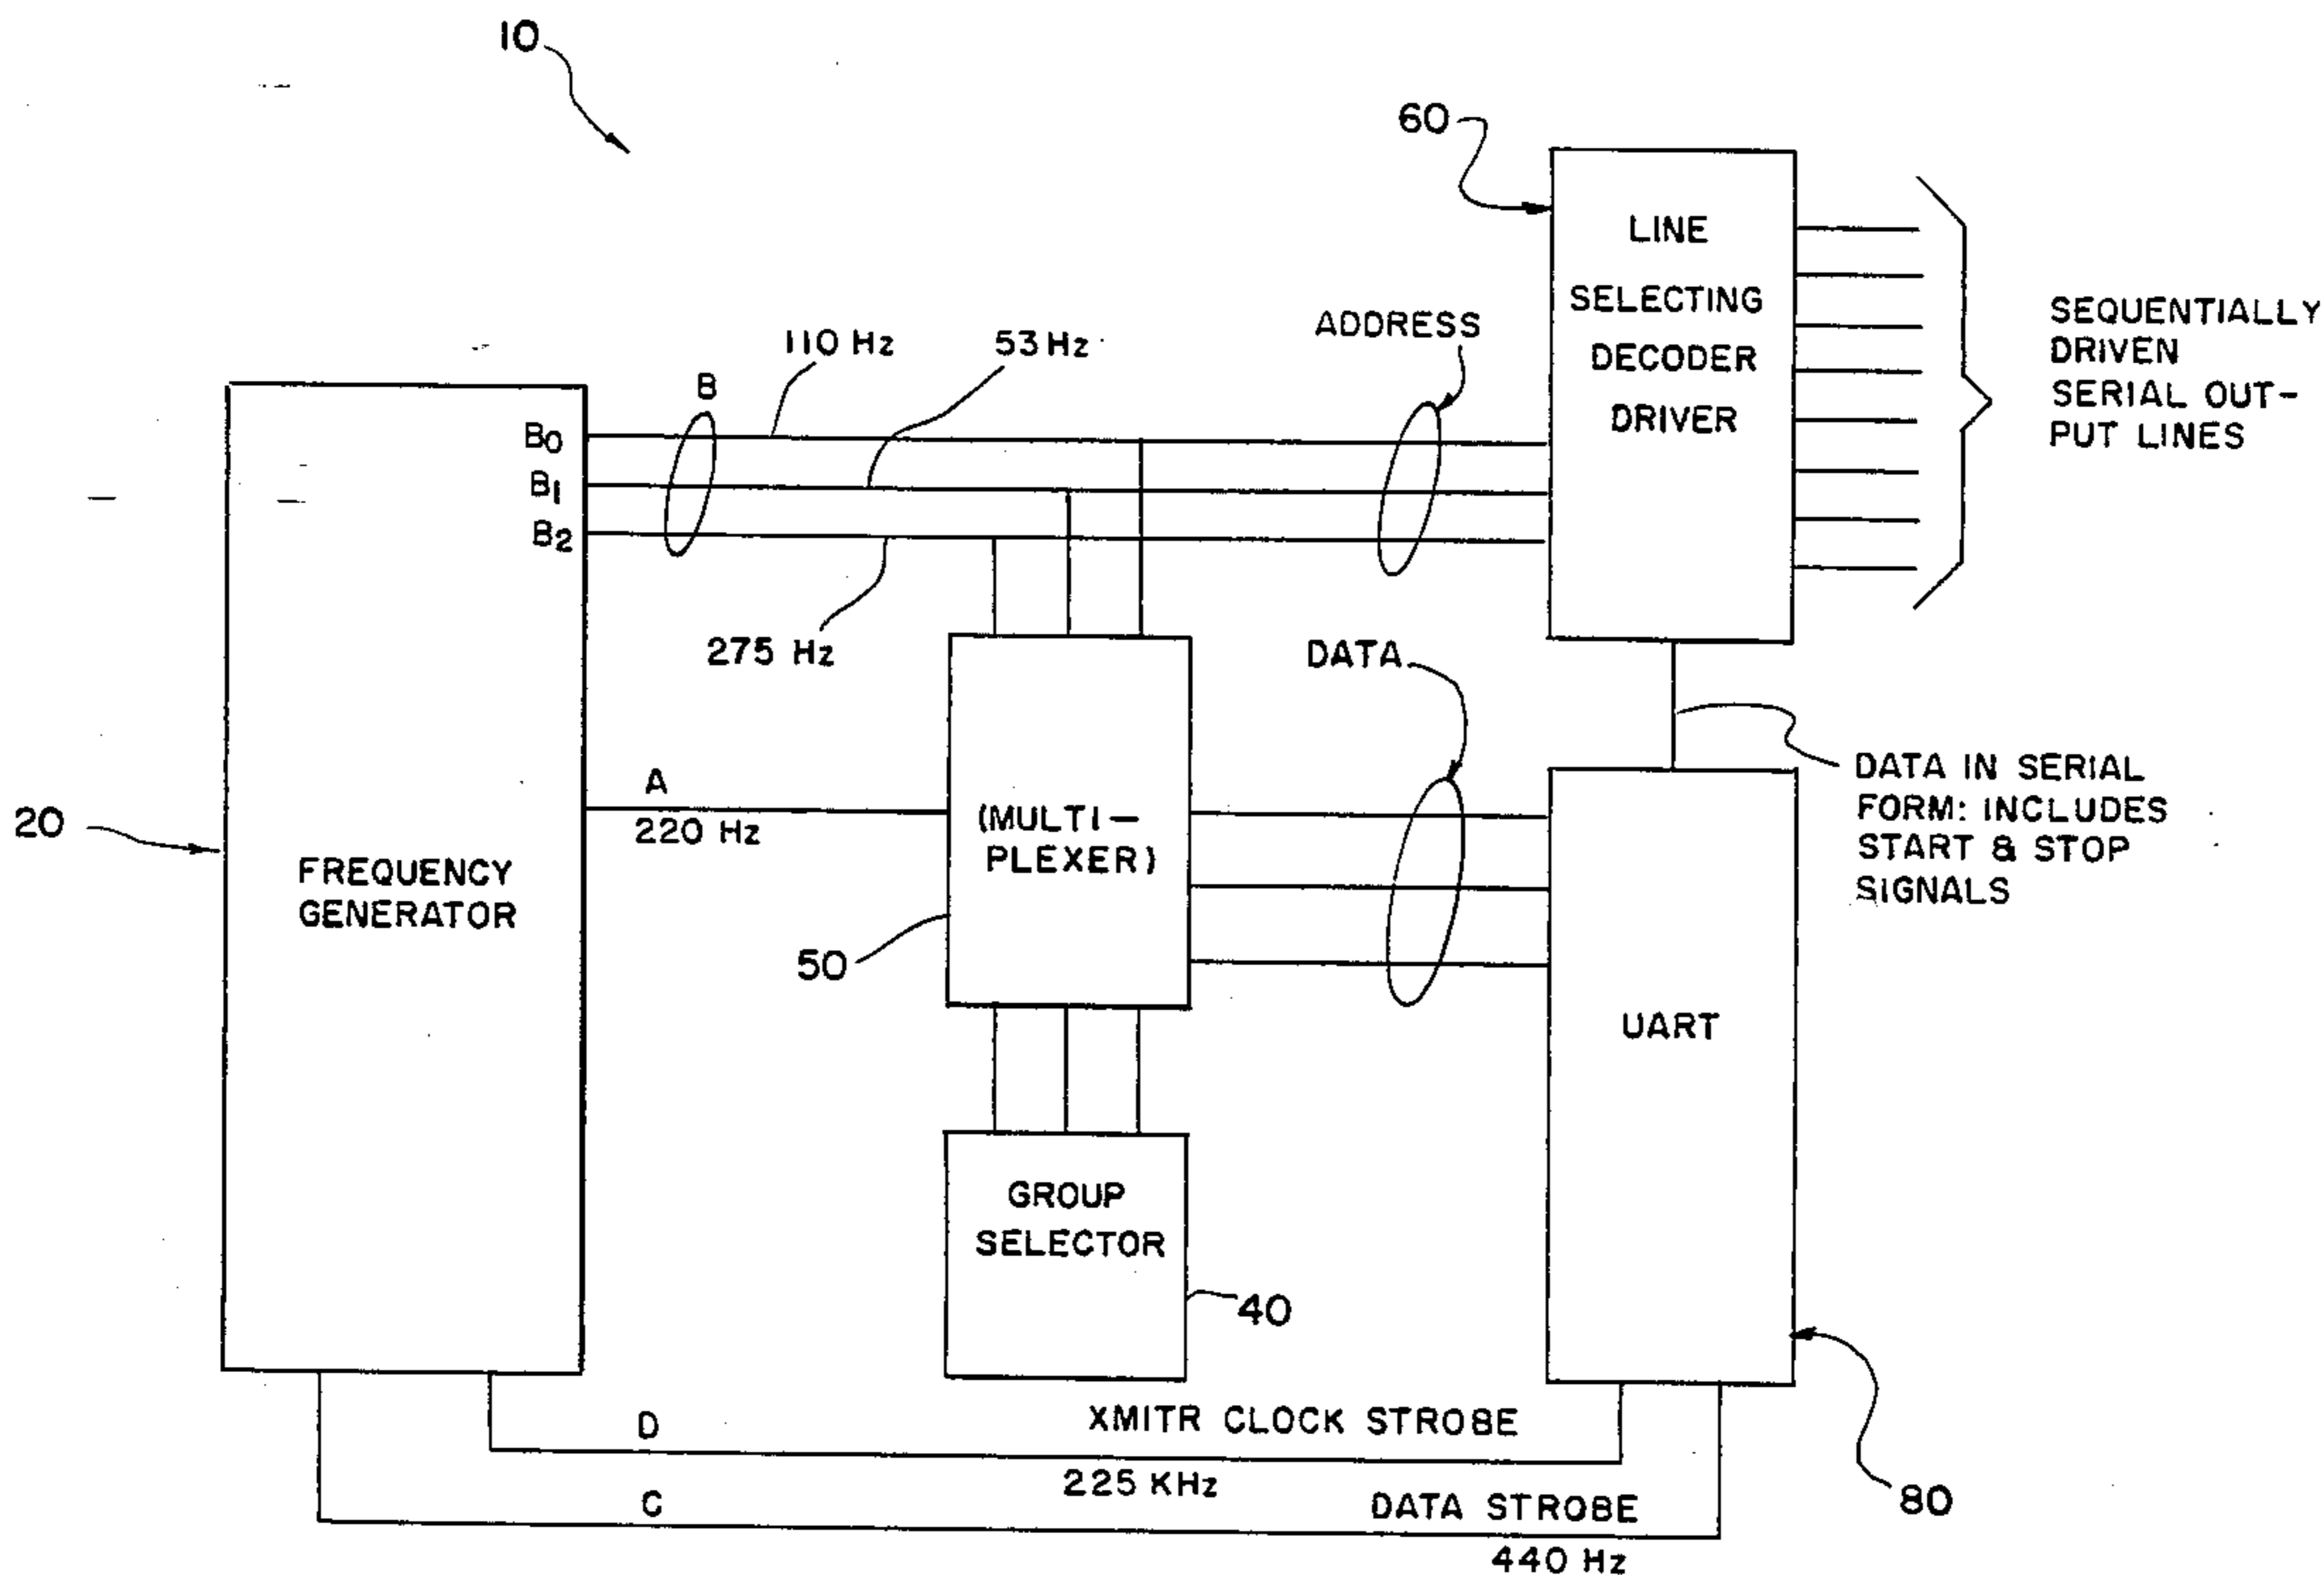 10
60
LINE
SELECTING
DECODER
DRIVER
SEQUENTIALLY
DRIVEN
SERIAL OUT-
PUT LINES
ADDRESS
110 Hz
53 Hz
B
B0
B1
B2
275 Hz
DATA
DATA IN SERIAL
FORM: INCLUDES
START & STOP
SIGNALS
A
220 Hz
(MULTI-
PLEXER)
20
FREQUENCY
GENERATOR
50
UART
GROUP
SELECTOR
40
D
XMITR CLOCK STROBE
225 KHz
C
DATA STROBE
440 Hz
80